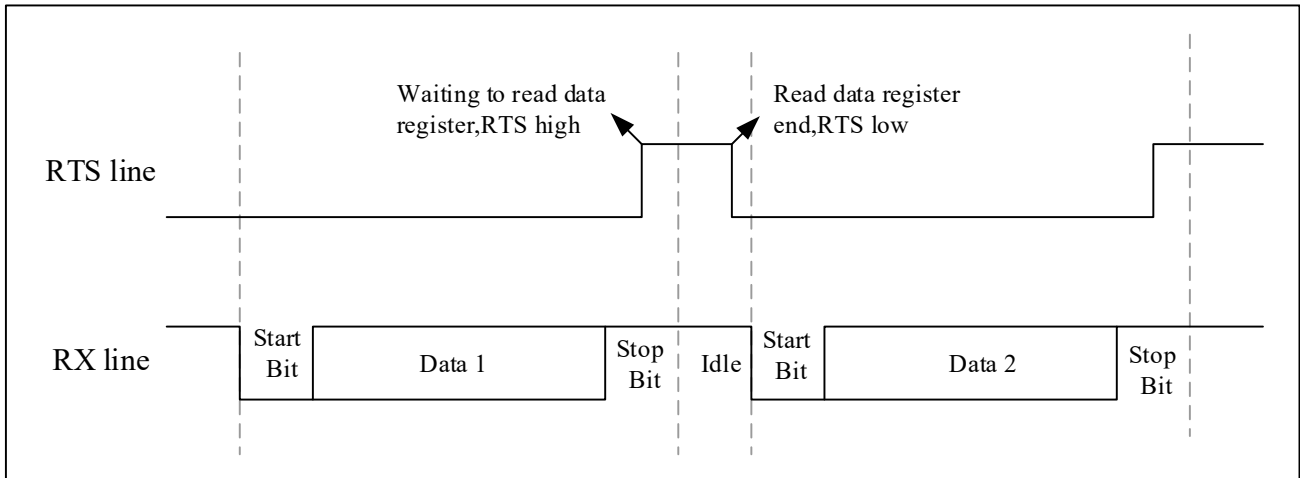 Waiting to read data
register,RTS high
Read data register
end,RTS low
RTS line
RX line
Start
Bit
Data 1
Stop
Bit
Idle
Start
Bit
Data 2
Stop
Bit